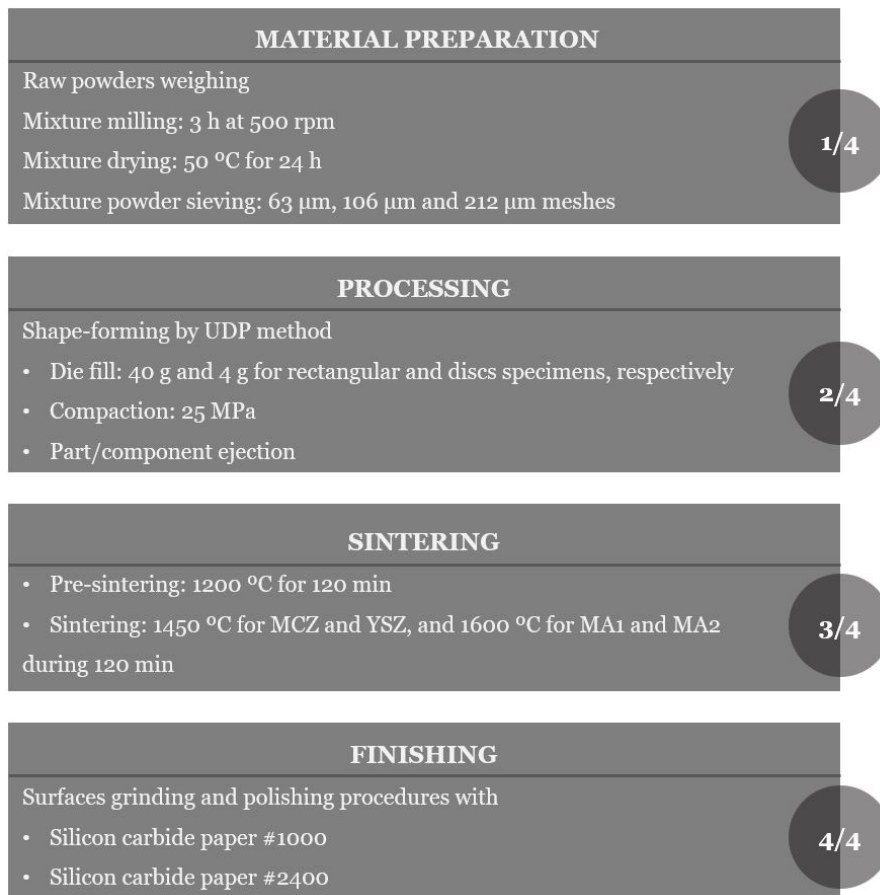 MATERIAL PREPARATION
Raw powders weighing
Mixture milling: 3 h at 500 rpm
Mixture drying: 50 ºC for 24 h
Mixture powder sieving: 63 µm, 106 µm and 212 µm meshes
1/4
PROCESSING
Shape-forming by UDP method
• Die fill: 40 g and 4 g for rectangular and discs specimens, respectively
• Compaction: 25 MPa
• Part/component ejection
2/4
SINTERING
• Pre-sintering: 1200 ºC for 120 min
• Sintering: 1450 ºC for MCZ and YSZ, and 1600 ºC for MA1 and MA2
during 120 min
3/4
FINISHING
Surfaces grinding and polishing procedures with
• Silicon carbide paper #1000
• Silicon carbide paper #2400
4/4